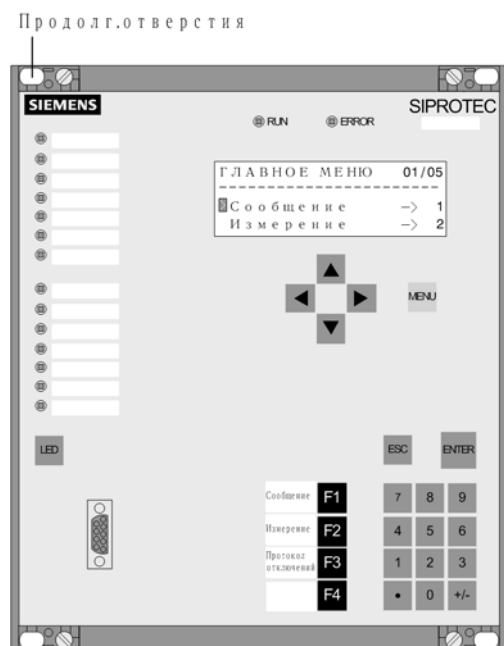 Продолг.отверстия
SIEMENS
SIPROTEC
RUN
ERROR
ГЛАВНОЕ МЕНЮ 01/05
Сообщение –> 1
Измерение –> 2
MENU
LED
ESC
ENTER
Сообщение F1
7 8 9
Измерение F2
4 5 6
Протокол
отключений F3
1 2 3
F4
• 0 +/-